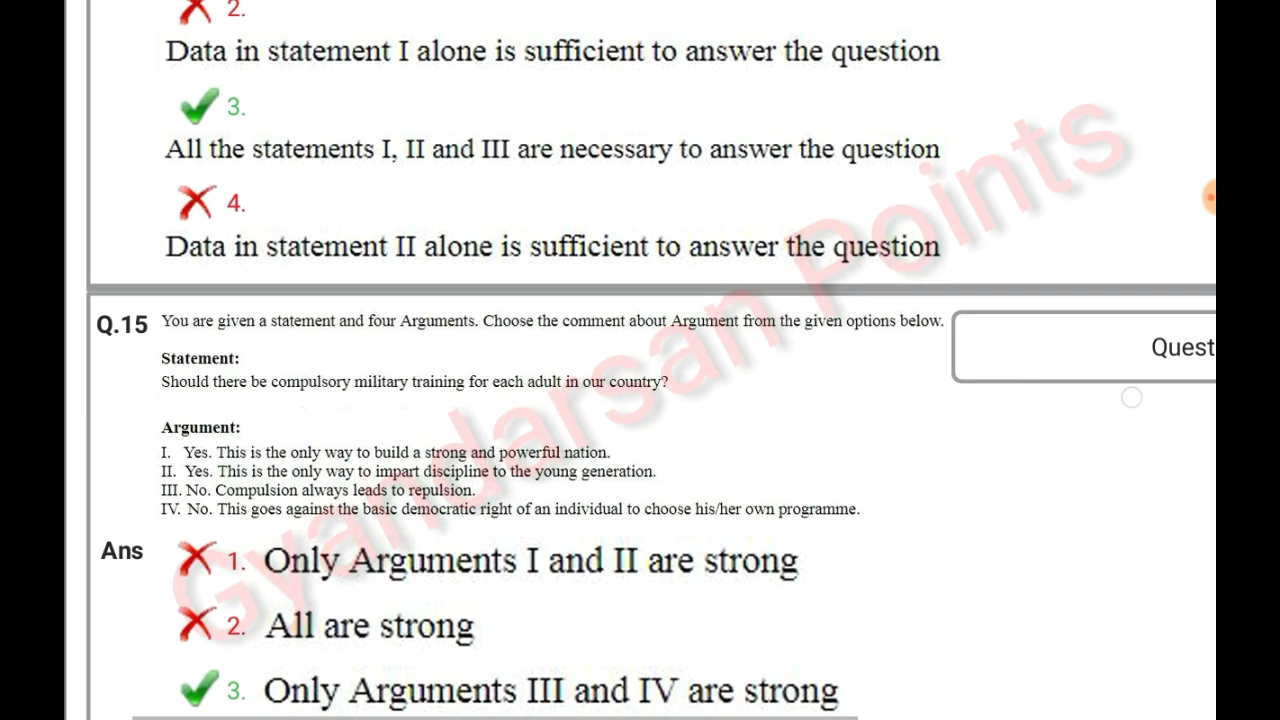 2.
Data in statement I alone is sufficient to answer the question
3.
All the statements I, II and III are necessary to answer the question
4.
Data in statement II alone is sufficient to answer the question
Q.15 You are given a statement and four Arguments. Choose the comment about Argument from the given options below.
Quest
Statement:
Should there be compulsory military training for each adult in our country?
Argument:
I. Yes. This is the only way to build a strong and powerful nation.
II. Yes. This is the only way to impart discipline to the young generation.
III. No. Compulsion always leads to repulsion.
IV. No. This goes against the basic democratic right of an individual to choose his/her own programme.
Ans 1. Only Arguments I and II are strong
2. All are strong
3. Only Arguments III and IV are strong
Gyandarsan Points